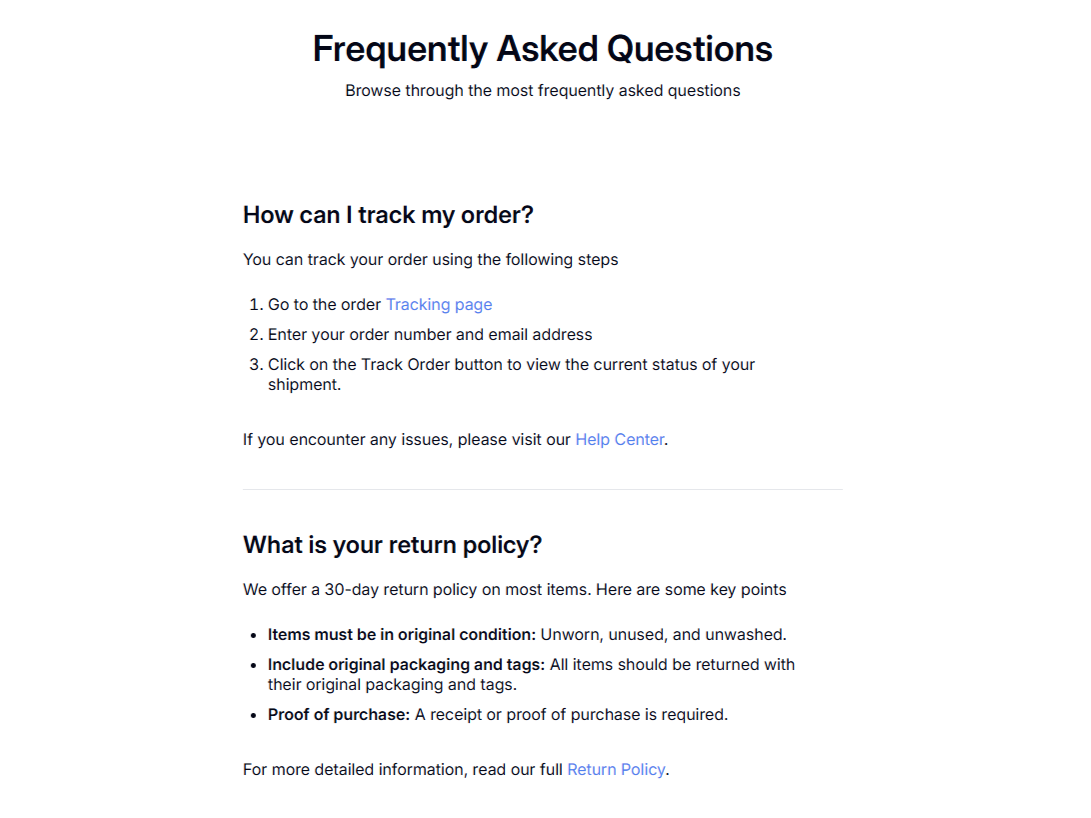 Frequently Asked Questions
Browse through the most frequently asked questions
How can I track my order?
You can track your order using the following steps
1. Go to the order Tracking page
2. Enter your order number and email address
3. Click on the Track Order button to view the current status of your
shipment.
If you encounter any issues, please visit our Help Center.
What is your return policy?
We offer a 30-day return policy on most items. Here are some key points
• Items must be in original condition: Unworn, unused, and unwashed.
• Include original packaging and tags: All items should be returned with
their original packaging and tags.
• Proof of purchase: A receipt or proof of purchase is required.
For more detailed information, read our full Return Policy.